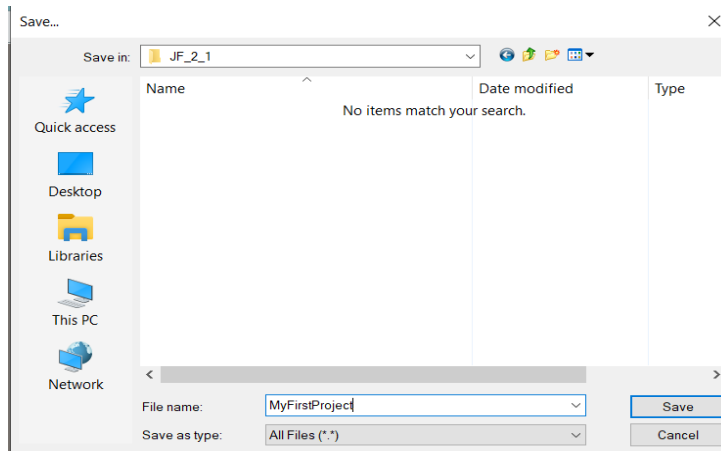 Save...
Save in: JF_2_1
Name Date modified Type
No items match your search.
Quick access
Desktop
Libraries
This PC
Network
File name: MyFirstProject Save
Save as type: All Files (*.*) Cancel